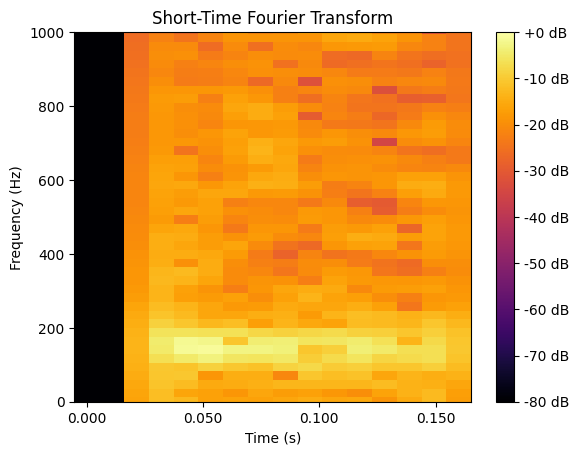 Short-Time Fourier Transform
1000
800
600
400
200
0
Frequency (Hz)
0.000
0.050
0.100
0.150
Time (s)
+0 dB
-10 dB
-20 dB
-30 dB
-40 dB
-50 dB
-60 dB
-70 dB
-80 dB